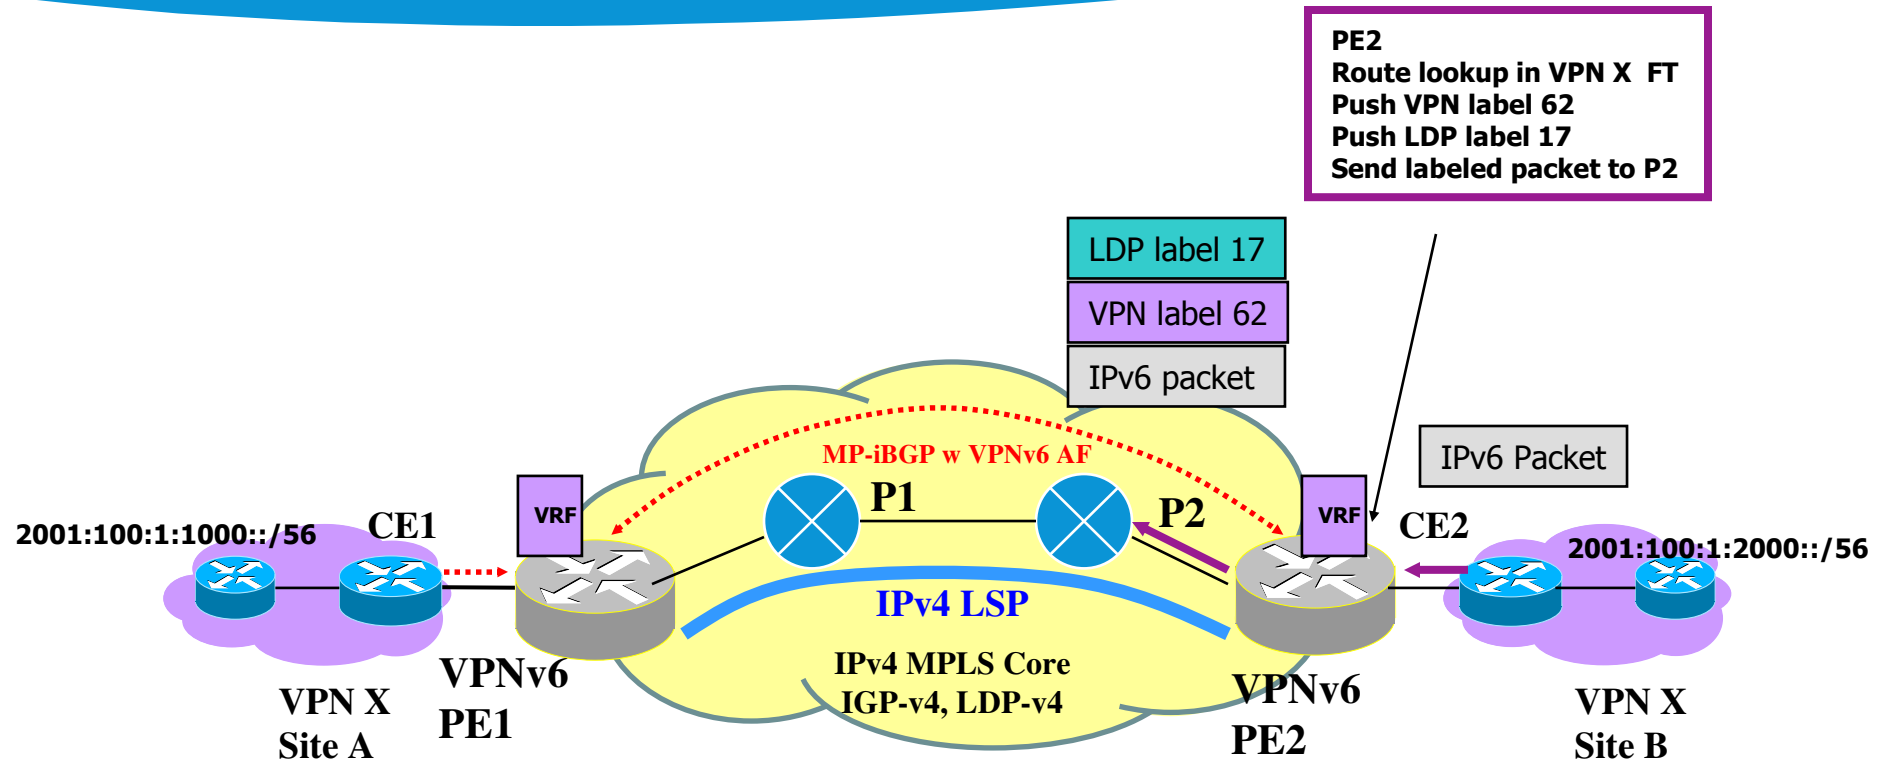 PE2
Route lookup in VPN X FT
Push VPN label 62
Push LDP label 17
Send labeled packet to P2
LDP label 17
VPN label 62
IPv6 packet
IPv6 Packet
MP-iBGP w VPNv6 AF
P1
P2
VRF
VRF
CE1
CE2
2001:100:1:1000::/56
2001:100:1:2000::/56
IPv4 LSP
IPv4 MPLS Core
IGP-v4, LDP-v4
VPNv6
PE1
VPNv6
PE2
VPN X
Site A
VPN X
Site B